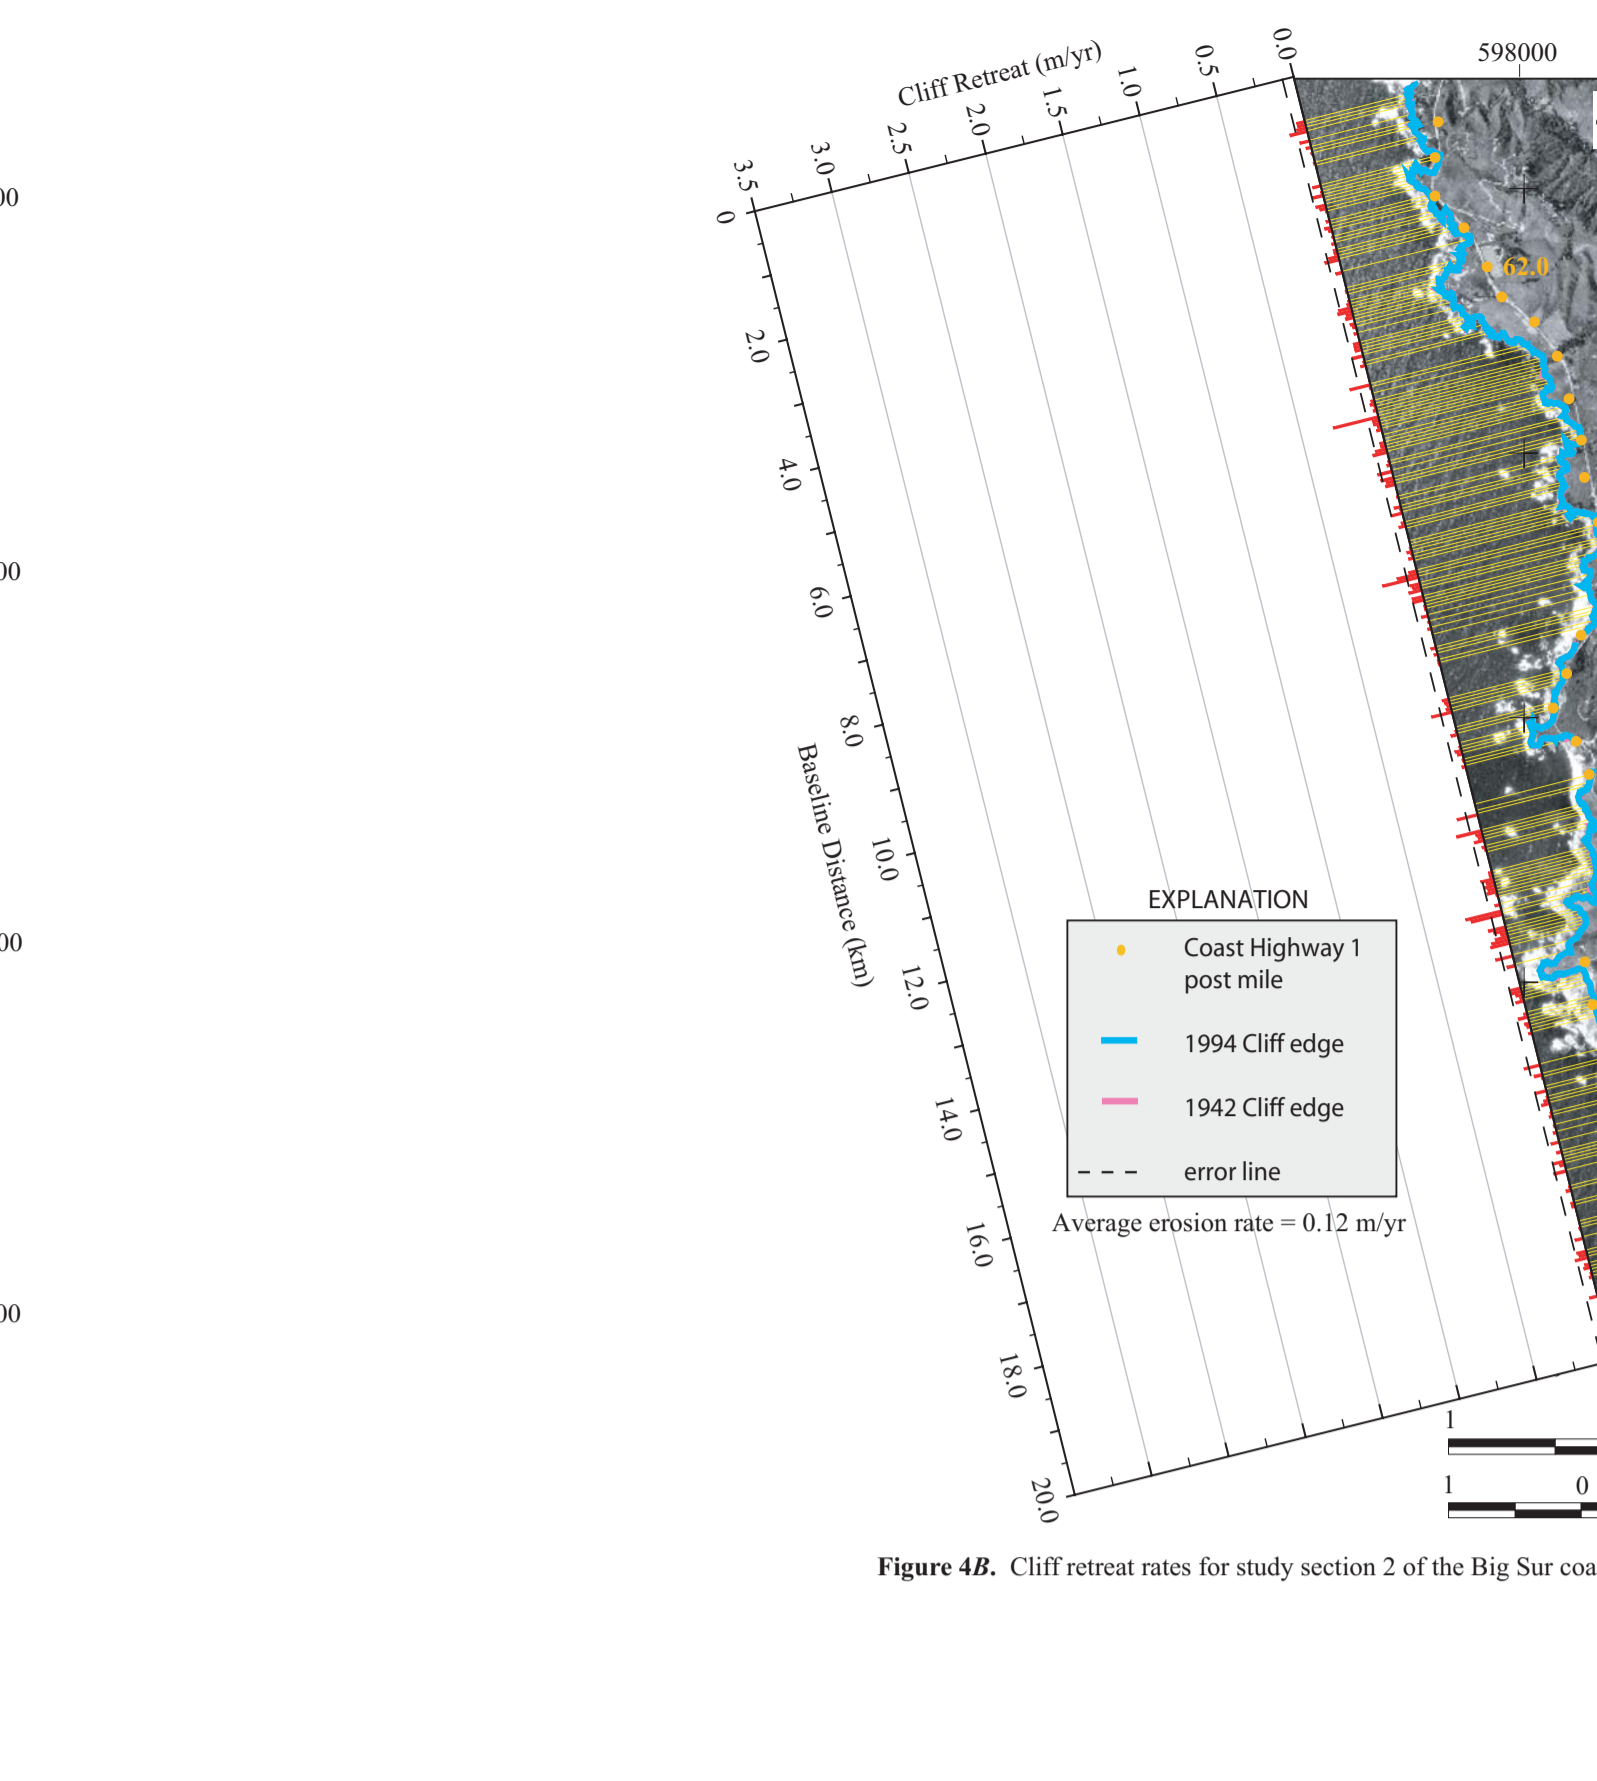 598000
Cliff Retreat (m/yr)
0.0
0.5
1.0
1.5
2.0
2.5
3.0
3.5
0
2.0
4.0
6.0
8.0
10.0
12.0
14.0
16.0
18.0
20.0
Baseline Distance (km)
62.0
00
00
00
00
EXPLANATION
Coast Highway 1
post mile
1994 Cliff edge
1942 Cliff edge
error line
Average erosion rate = 0.12 m/yr
1
1 0
Figure 4B. Cliff retreat rates for study section 2 of the Big Sur coa